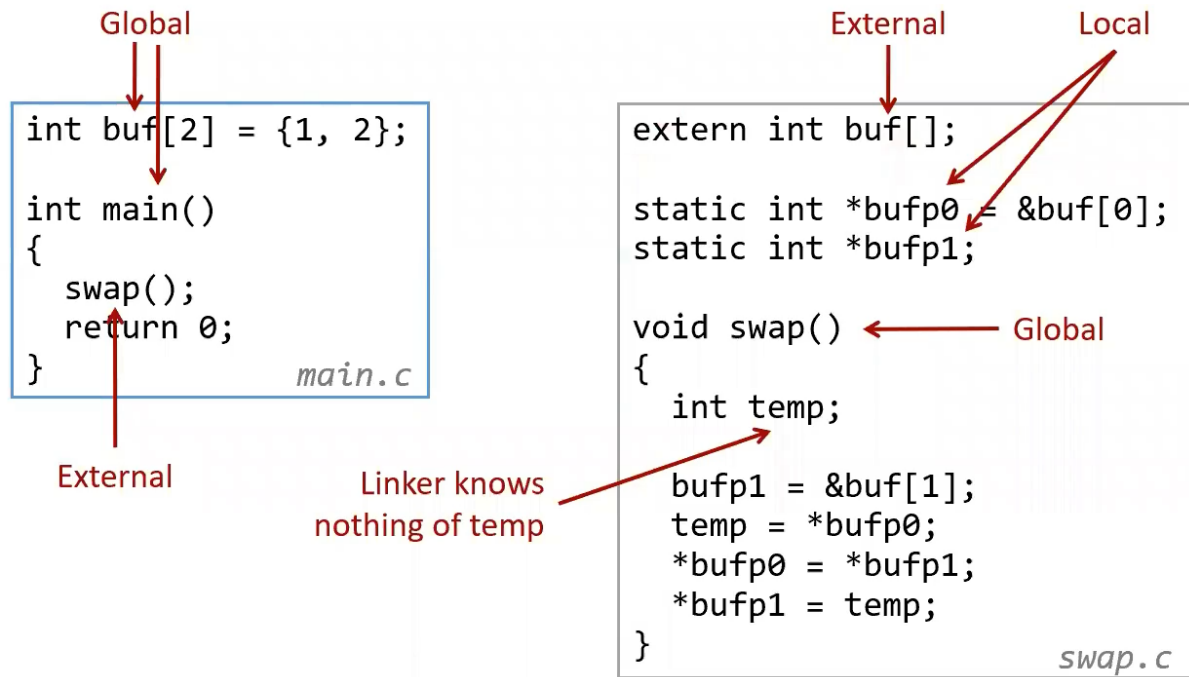 Global
int buf[2] = {1, 2};
int main()
{
swap();
return 0;
}
main.c
External
External
Local
extern int buf[];
static int *bufp0 = &buf[0];
static int *bufp1;
void swap()
Global
{
int temp;
Linker knows
nothing of temp
bufp1 = &buf[1];
temp = *bufp0;
*bufp0 = *bufp1;
*bufp1 = temp;
}
swap.c